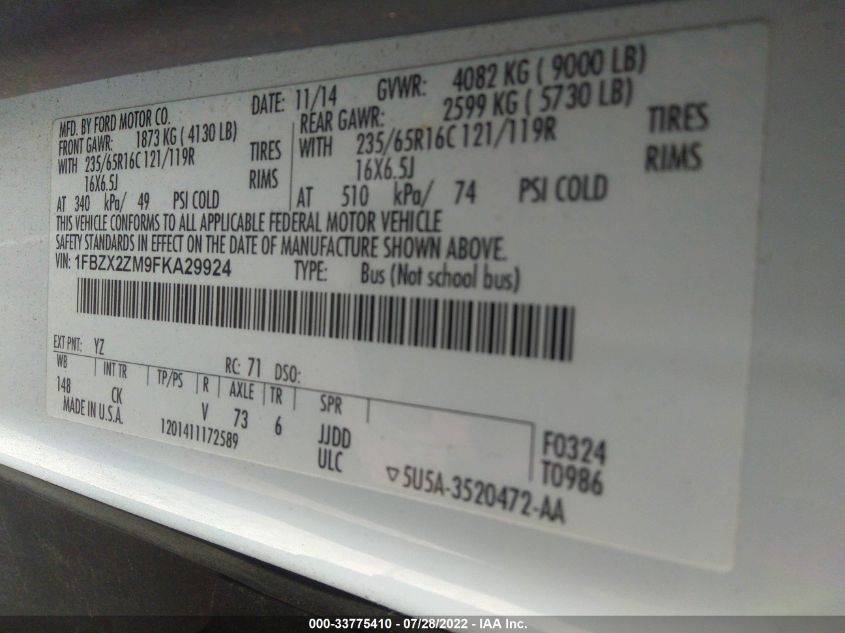 MFD. BY FORD MOTOR CO.
DATE: 11/14 GVWR: 4082 KG ( 9000 LB)
FRONT GAWR: 1873 KG ( 4130 LB)
REAR GAWR: 2599 KG ( 5730 LB)
WITH 235/65R16C 121/119R TIRES
WITH 235/65R16C 121/119R TIRES
16X6.5J RIMS
16X6.5J RIMS
AT 340 kPa/ 49 PSI COLD
AT 510 kPa/ 74 PSI COLD
THIS VEHICLE CONFORMS TO ALL APPLICABLE FEDERAL MOTOR VEHICLE
SAFETY STANDARDS IN EFFECT ON THE DATE OF MANUFACTURE SHOWN ABOVE.
VIN: 1FBZX2ZM9FKA29924 TYPE: Bus (Not school bus)
EXT PNT: YZ RC: 71 DSO:
WB INT TR TP/PS R AXLE TR SPR
148 CK V 73 6 JJDD F0324
MADE IN U.S.A. 1201411172589 ULC T0986
▽5U5A-3520472-AA
000-33775410 - 07/28/2022 - IAA Inc.